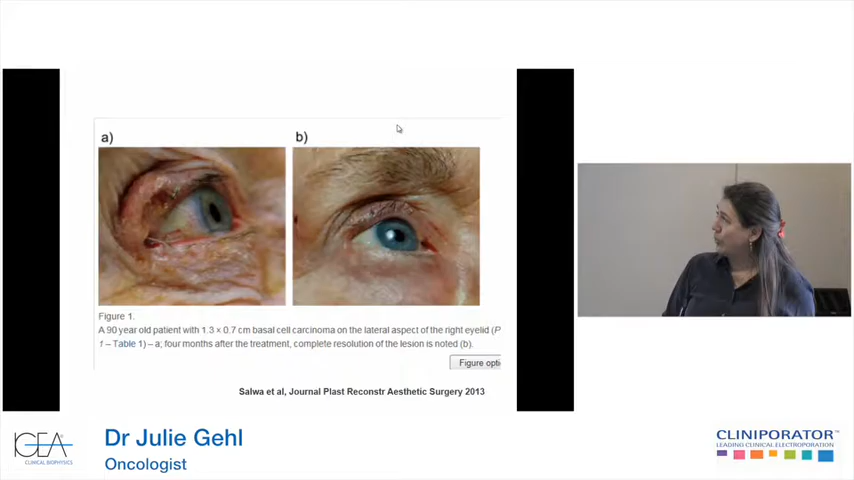 a)
b)
Figure 1.
A 90 year old patient with 1.3 × 0.7 cm basal cell carcinoma on the lateral aspect of the right eyelid (P
1 – Table 1) – a; four months after the treatment, complete resolution of the lesion is noted (b).
Figure opti
Salwa et al, Journal Plast Reconstr Aesthetic Surgery 2013
IGEA
CLINICAL BIOPHYSICS
Dr Julie Gehl
Oncologist
CLINIPORATOR™
LEADING CLINICAL ELECTROPORATION